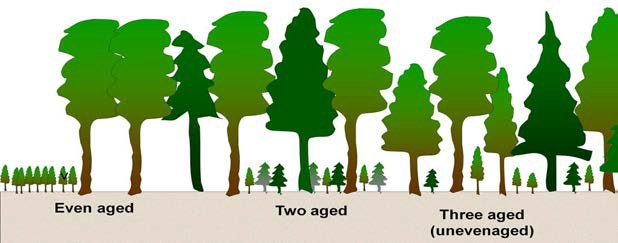 Even aged
Two aged
Three aged
(unevenaged)